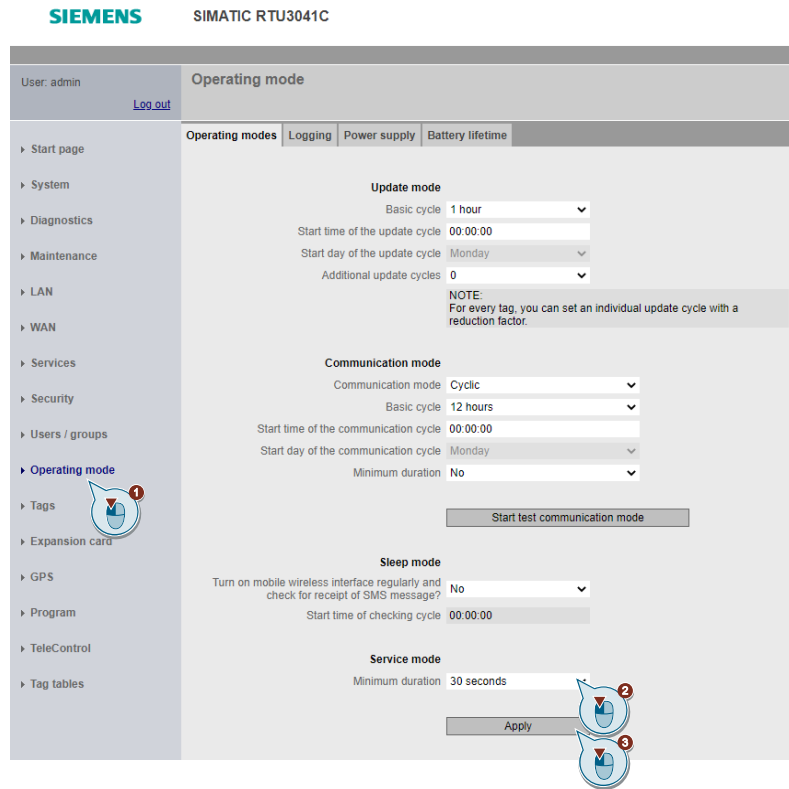 SIEMENS SIMATIC RTU3041C
User: admin
Log out
Operating mode
Start page
System
Diagnostics
Maintenance
LAN
WAN
Services
Security
Users / groups
Operating mode
Tags
Expansion card
GPS
Program
TeleControl
Tag tables
1
Operating modes Logging Power supply Battery lifetime
Update mode
Basic cycle 1 hour
Start time of the update cycle 00:00:00
Start day of the update cycle Monday
Additional update cycles 0
NOTE:
For every tag, you can set an individual update cycle with a
reduction factor.
Communication mode
Communication mode Cyclic
Basic cycle 12 hours
Start time of the communication cycle 00:00:00
Start day of the communication cycle Monday
Minimum duration No
Start test communication mode
Sleep mode
Turn on mobile wireless interface regularly and
check for receipt of SMS message? No
Start time of checking cycle 00:00:00
Service mode
Minimum duration 30 seconds
2
Apply
3